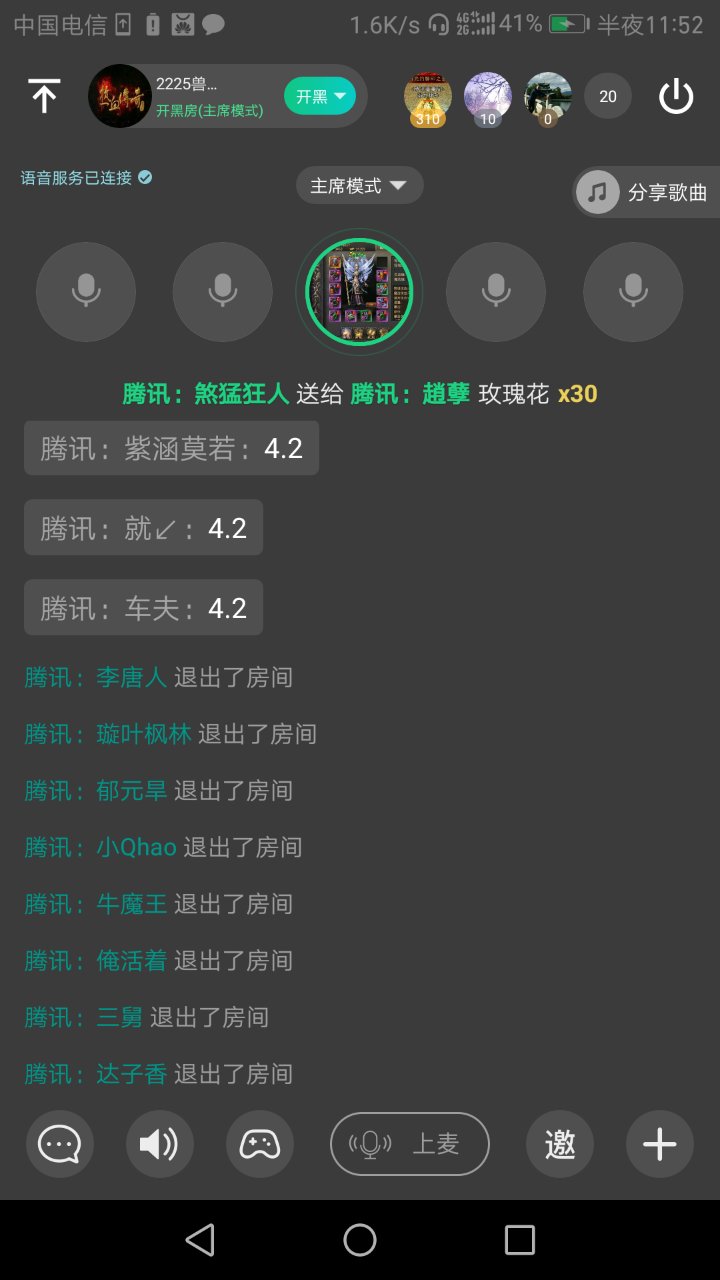 中国电信 1.6K/s 4G 2G 41% 半夜11:52
热血传奇 2225兽... 开黑 310 10 0 20
开黑房(主席模式)
语音服务已连接 主席模式 分享歌曲
腾讯：煞猛狂人 送给 腾讯：趙孽 玫瑰花 x30
腾讯：紫涵莫若：4.2
腾讯：就↙：4.2
腾讯：车夫：4.2
腾讯：李唐人 退出了房间
腾讯：璇叶枫林 退出了房间
腾讯：郁元旱 退出了房间
腾讯：小Qhao 退出了房间
腾讯：牛魔王 退出了房间
腾讯：俺活着 退出了房间
腾讯：三舅 退出了房间
腾讯：达子香 退出了房间
上麦 邀